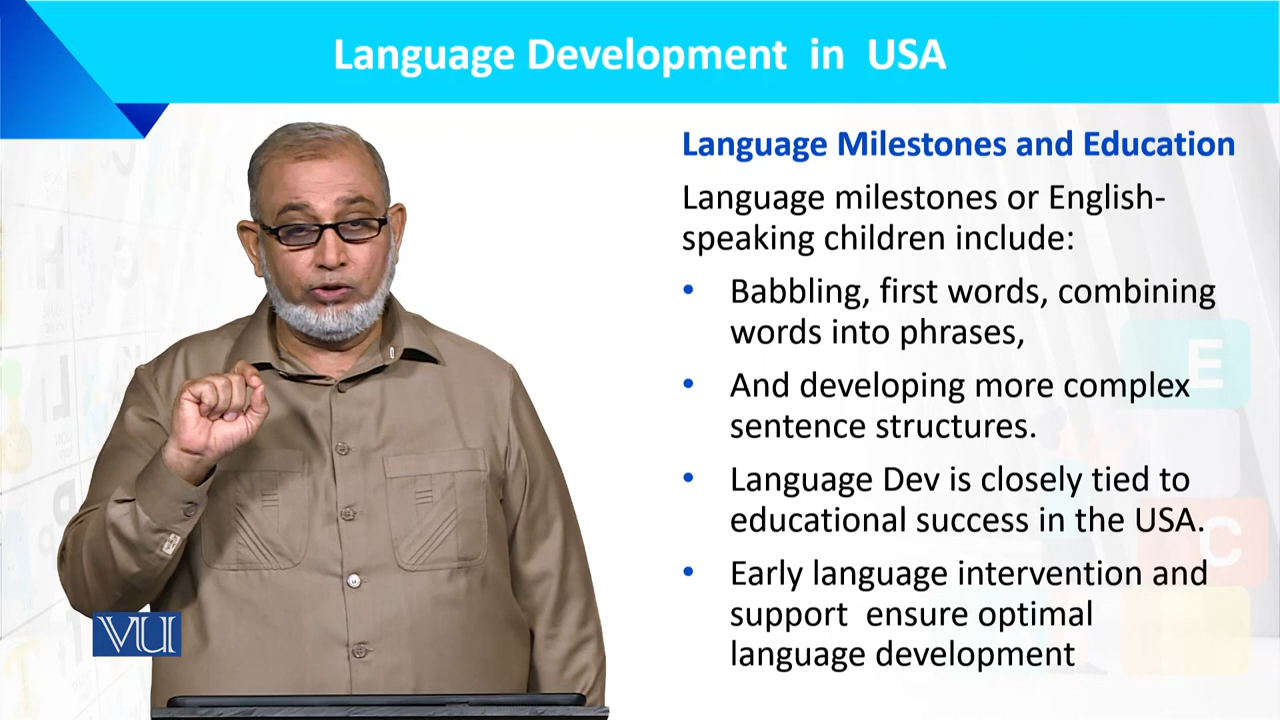 Language Development in USA
Language Milestones and Education
Language milestones or English-
speaking children include:
• Babbling, first words, combining
words into phrases,
• And developing more complex
sentence structures.
• Language Dev is closely tied to
educational success in the USA.
• Early language intervention and
support ensure optimal
language development
VU
E
C